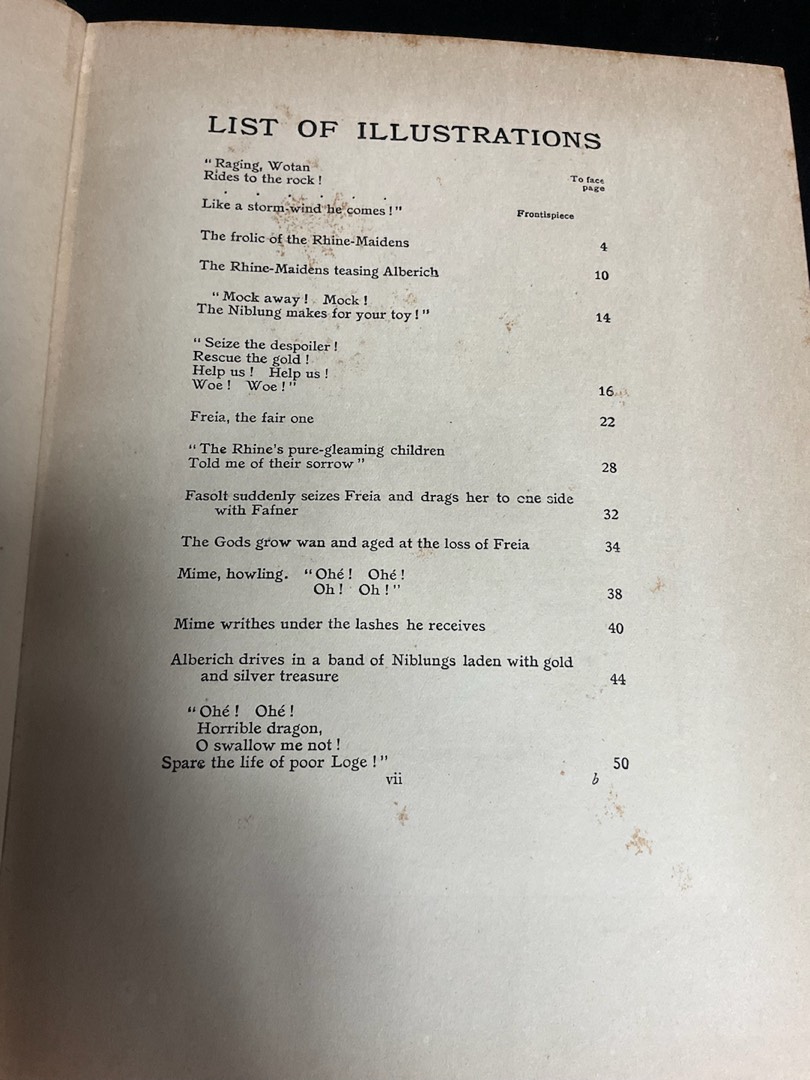 LIST OF ILLUSTRATIONS
" Raging, Wotan
Rides to the rock !
To face
page
. . . . . .
Like a storm-wind he comes ! " Frontispiece
The frolic of the Rhine-Maidens 4
The Rhine-Maidens teasing Alberich 10
" Mock away ! Mock !
The Niblung makes for your toy ! " 14
" Seize the despoiler !
Rescue the gold !
Help us ! Help us !
Woe ! Woe ! " 16
Freia, the fair one 22
" The Rhine's pure-gleaming children
Told me of their sorrow " 28
Fasolt suddenly seizes Freia and drags her to one side
with Fafner 32
The Gods grow wan and aged at the loss of Freia 34
Mime, howling. " Ohé ! Ohé !
Oh ! Oh ! " 38
Mime writhes under the lashes he receives 40
Alberich drives in a band of Niblungs laden with gold
and silver treasure 44
" Ohé ! Ohé !
Horrible dragon,
O swallow me not !
Spare the life of poor Loge ! " 50
vii b